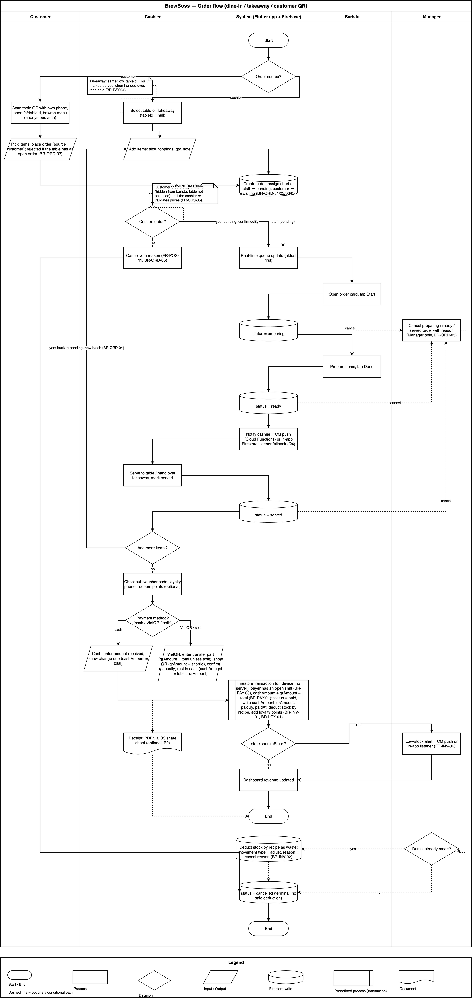 BrewBoss — Order flow (dine-in / takeaway / customer QR)
Customer
Cashier
System (Flutter app + Firebase)
Barista
Manager
Start
Order source?
customer
Takeaway: same flow, tableId = null;
marked served when handed over,
then paid (BR-PAY-04).
cashier
Scan table QR with own phone,
open /c/:tableId, browse menu
(anonymous auth)
Select table or Takeaway
(tableId = null)
Pick items, place order (source =
customer); rejected if the table has an
open order (BR-ORD-07)
Add items: size, toppings, qty, note
customer (awaiting)
Customer orders stay awaiting
(hidden from barista, table not
occupied) until the cashier re-
validates prices (FR-CUS-05).
Create order, assign shortId:
staff → pending; customer →
awaiting (BR-ORD-01/03/06/07)
Confirm order?
yes: pending, confirmedBy
staff (pending)
no
Cancel with reason (FR-POS-
11, BR-ORD-05)
Real-time queue update (oldest
first)
Open order card, tap Start
status = preparing
cancel
Cancel preparing / ready /
served order with reason
(Manager only, BR-ORD-05)
yes: back to pending, new batch (BR-ORD-04)
Prepare items, tap Done
status = ready
cancel
Notify cashier: FCM push
(Cloud Functions) or in-app
Firestore listener fallback (Q4)
Serve to table / hand over
takeaway, mark served
cancel
status = served
Add more items?
no
Checkout: voucher code, loyalty
phone, redeem points (optional)
Payment method?
(cash / VietQR / both)
cash
VietQR / split
Cash: enter amount received,
show change due (cashAmount =
total)
VietQR: enter transfer part
(qrAmount = total unless split), show
QR (qrAmount + shortId), confirm
manually; rest in cash (cashAmount
= total − qrAmount)
Firestore transaction (on device, no
server): payer has an open shift (BR-
PAY-03), cashAmount + qrAmount =
total (BR-PAY-01); status = paid,
write cashAmount, qrAmount,
paidBy, paidAt; deduct stock by
recipe, add loyalty points (BR-INV-
01, BR-LOY-01)
yes
Receipt: PDF via OS share
sheet (optional, P2)
stock <= minStock?
Low-stock alert: FCM push or
in-app listener (FR-INV-06)
no
Dashboard revenue updated
End
Deduct stock by recipe as waste:
movement type = adjust, reason =
cancel reason (BR-INV-02)
yes
Drinks already made?
status = cancelled (terminal, no
sale deduction)
no
End
Legend
Start / End
Process
Decision
Input / Output
Firestore write
Predefined process (transaction)
Document
Dashed line = optional / conditional path